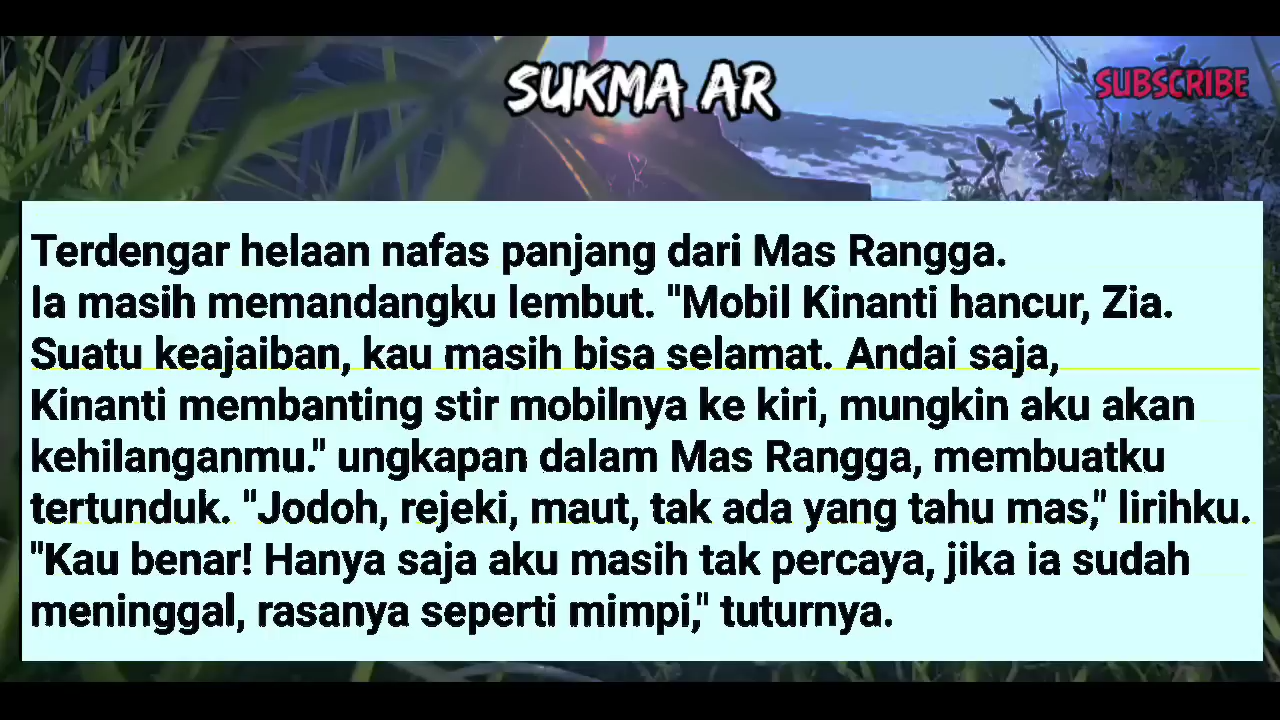 SUKMA AR
SUBSCRIBE
Terdengar helaan nafas panjang dari Mas Rangga.
Ia masih memandangku lembut. "Mobil Kinanti hancur, Zia.
Suatu keajaiban, kau masih bisa selamat. Andai saja,
Kinanti membanting stir mobilnya ke kiri, mungkin aku akan
kehilanganmu." ungkapan dalam Mas Rangga, membuatku
tertunduk. "Jodoh, rejeki, maut, tak ada yang tahu mas," lirihku.
"Kau benar! Hanya saja aku masih tak percaya, jika ia sudah
meninggal, rasanya seperti mimpi," tuturnya.